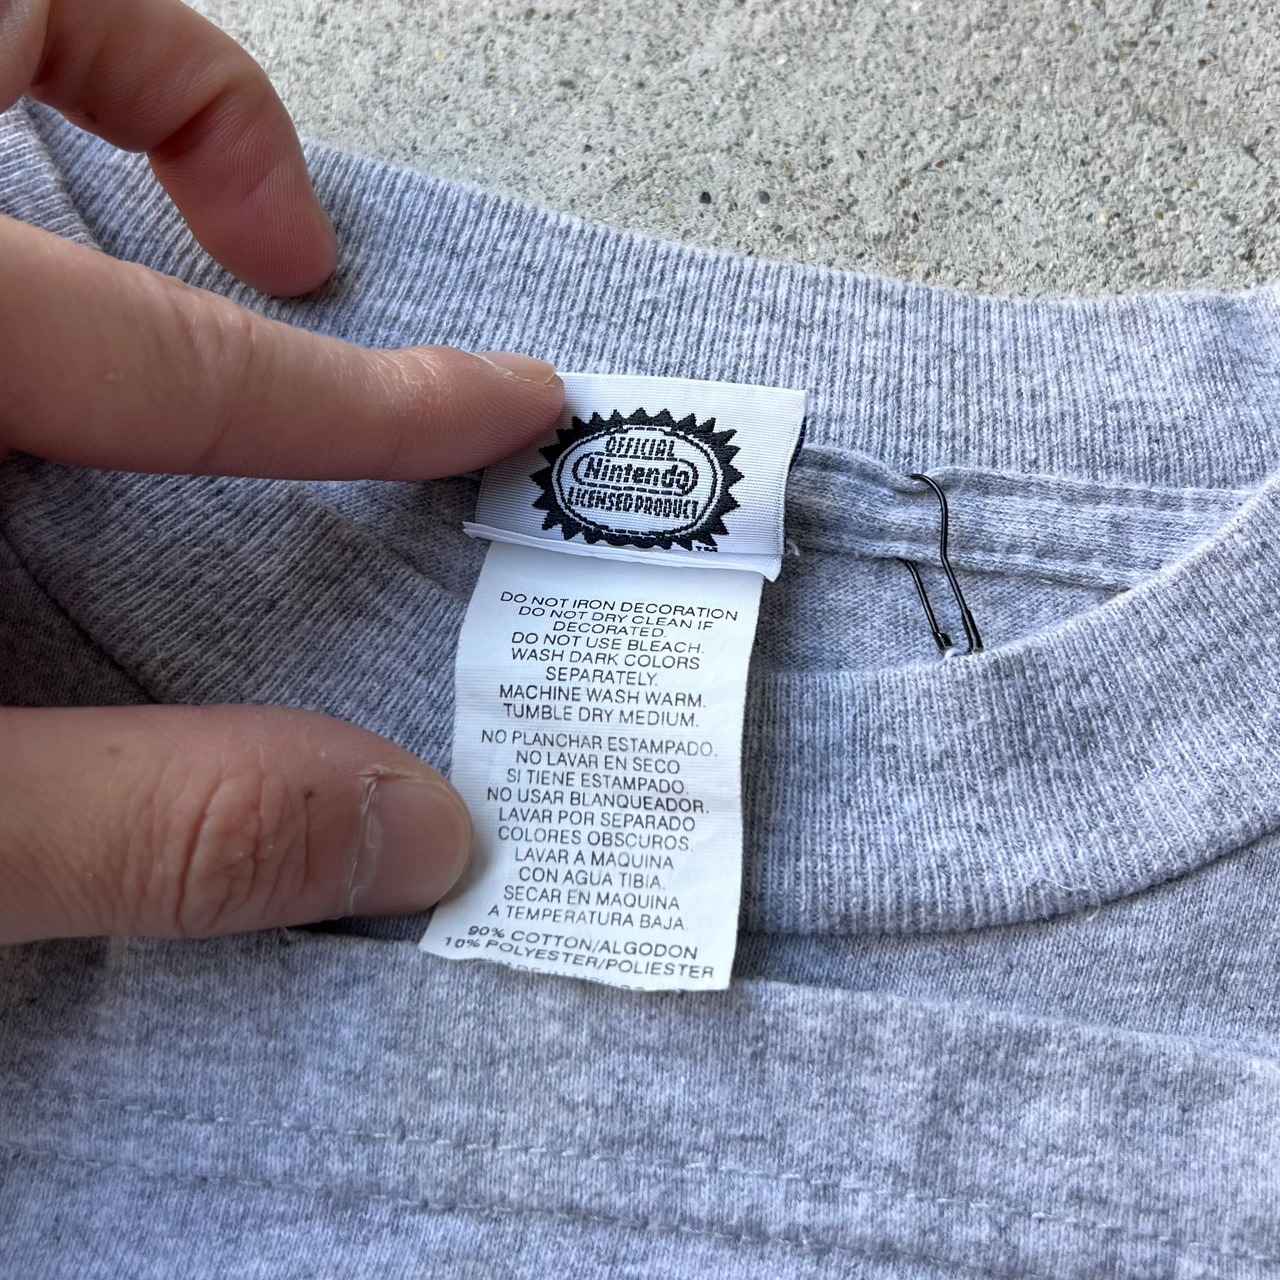 OFFICIAL
Nintendo
LICENSED PRODUCT
TM
DO NOT IRON DECORATION
DO NOT DRY CLEAN IF
DECORATED.
DO NOT USE BLEACH.
WASH DARK COLORS
SEPARATELY.
MACHINE WASH WARM.
TUMBLE DRY MEDIUM.
NO PLANCHAR ESTAMPADO.
NO LAVAR EN SECO
SI TIENE ESTAMPADO.
NO USAR BLANQUEADOR.
LAVAR POR SEPARADO
COLORES OBSCUROS.
LAVAR A MAQUINA
CON AGUA TIBIA.
SECAR EN MAQUINA
A TEMPERATURA BAJA.
90% COTTON/ALGODON
10% POLYESTER/POLIESTER